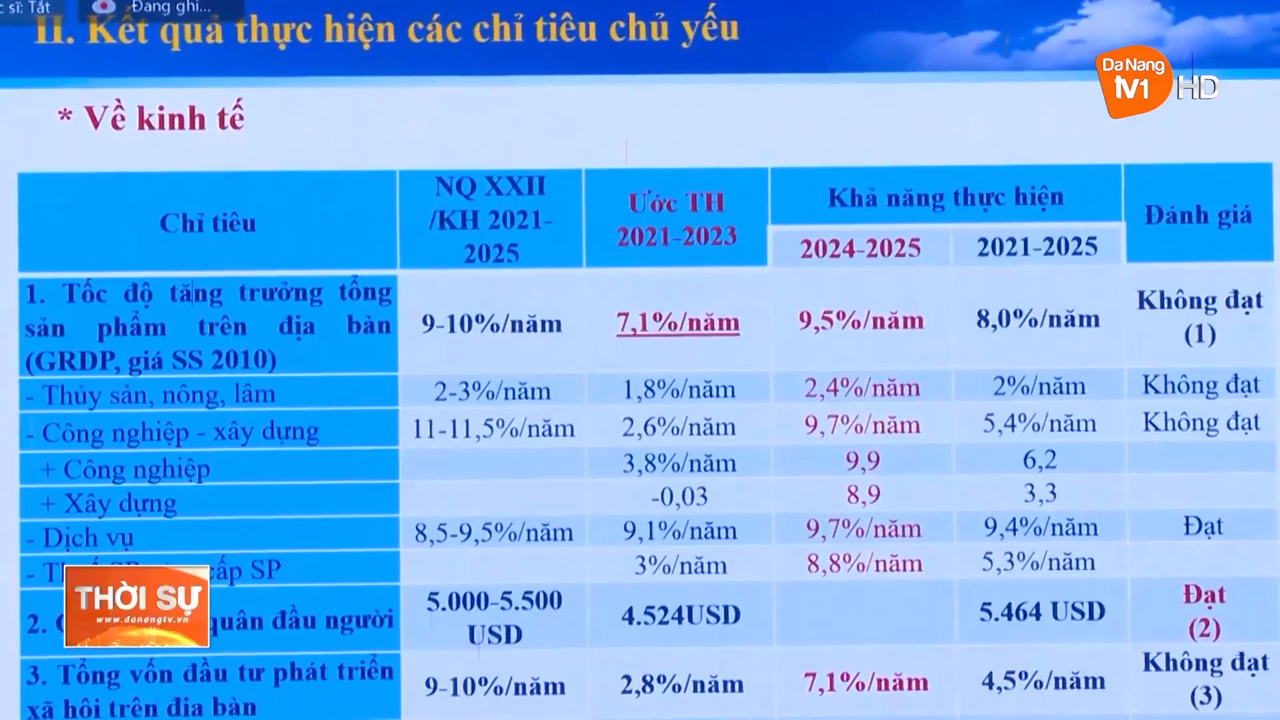 c sĩ: Tất
Đang ghi...
II. Kết quả thực hiện các chỉ tiêu chủ yếu
Da Nang
TV1 HD
* Về kinh tế
Chỉ tiêu
NQ XXII
/KH 2021-
2025
Ước TH
2021-2023
Khả năng thực hiện
2024-2025
2021-2025
Đánh giá
1. Tốc độ tăng trưởng tổng
sản phẩm trên địa bàn
(GRDP, giá SS 2010)
9-10%/năm
7,1%/năm
9,5%/năm
8,0%/năm
Không đạt
(1)
- Thủy sản, nông, lâm
2-3%/năm
1,8%/năm
2,4%/năm
2%/năm
Không đạt
- Công nghiệp - xây dựng
11-11,5%/năm
2,6%/năm
9,7%/năm
5,4%/năm
Không đạt
+ Công nghiệp
3,8%/năm
9,9
6,2
+ Xây dựng
-0,03
8,9
3,3
- Dịch vụ
8,5-9,5%/năm
9,1%/năm
9,7%/năm
9,4%/năm
Đạt
cấp SP
3%/năm
8,8%/năm
5,3%/năm
THỜI SỰ
www.danangtv.vn
2.
quân đầu người
5.000-5.500
USD
4.524USD
5.464 USD
Đạt
(2)
3. Tổng vốn đầu tư phát triển
xã hội trên địa bàn
9-10%/năm
2,8%/năm
7,1%/năm
4,5%/năm
Không đạt
(3)